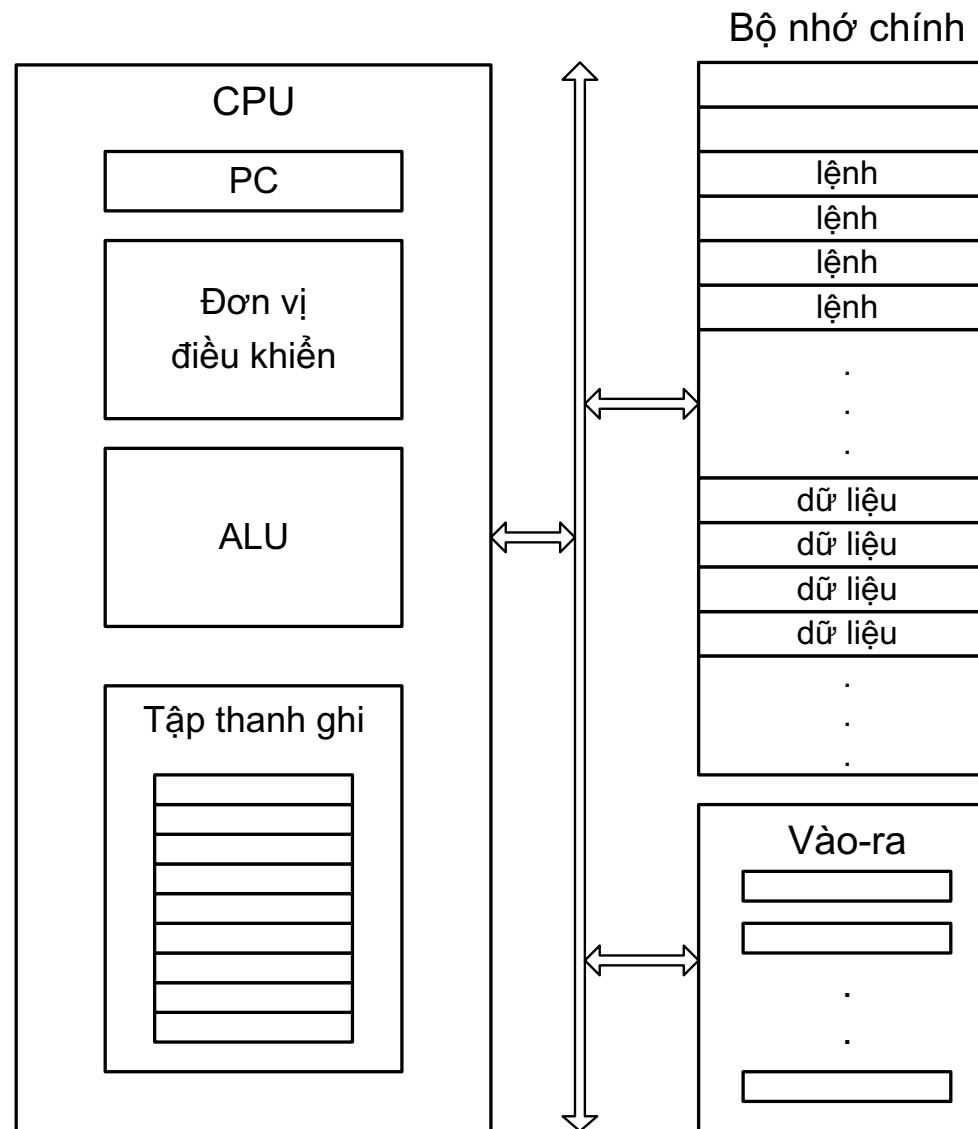 Bộ nhớ chính
CPU
PC
Đơn vị
điều khiển
ALU
Tập thanh ghi
lệnh
lệnh
lệnh
lệnh
.
.
.
dữ liệu
dữ liệu
dữ liệu
dữ liệu
.
.
.
Vào-ra
.
.